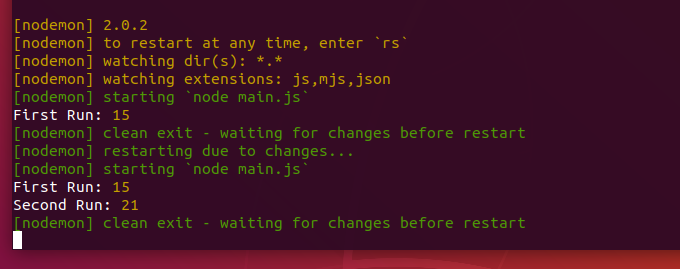 [nodemon] 2.0.2
[nodemon] to restart at any time, enter `rs`
[nodemon] watching dir(s): *.*
[nodemon] watching extensions: js,mjs,json
[nodemon] starting `node main.js`
First Run: 15
[nodemon] clean exit - waiting for changes before restart
[nodemon] restarting due to changes...
[nodemon] starting `node main.js`
First Run: 15
Second Run: 21
[nodemon] clean exit - waiting for changes before restart